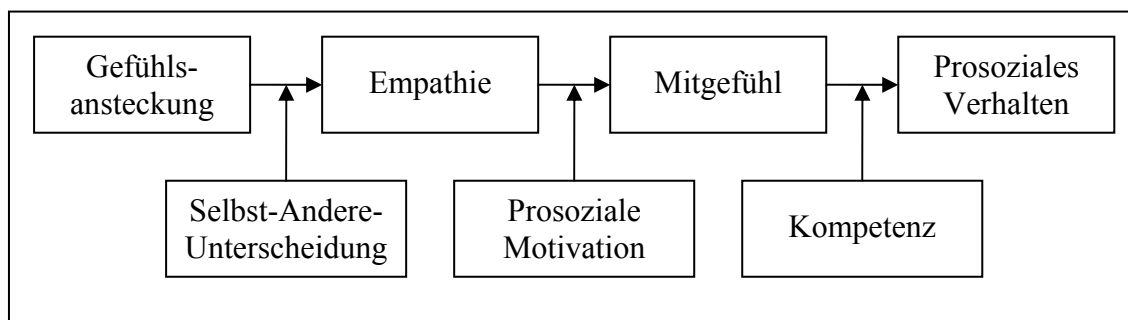 Gefühls-
ansteckung
Empathie
Mitgefühl
Prosoziales
Verhalten
Selbst-Andere-
Unterscheidung
Prosoziale
Motivation
Kompetenz